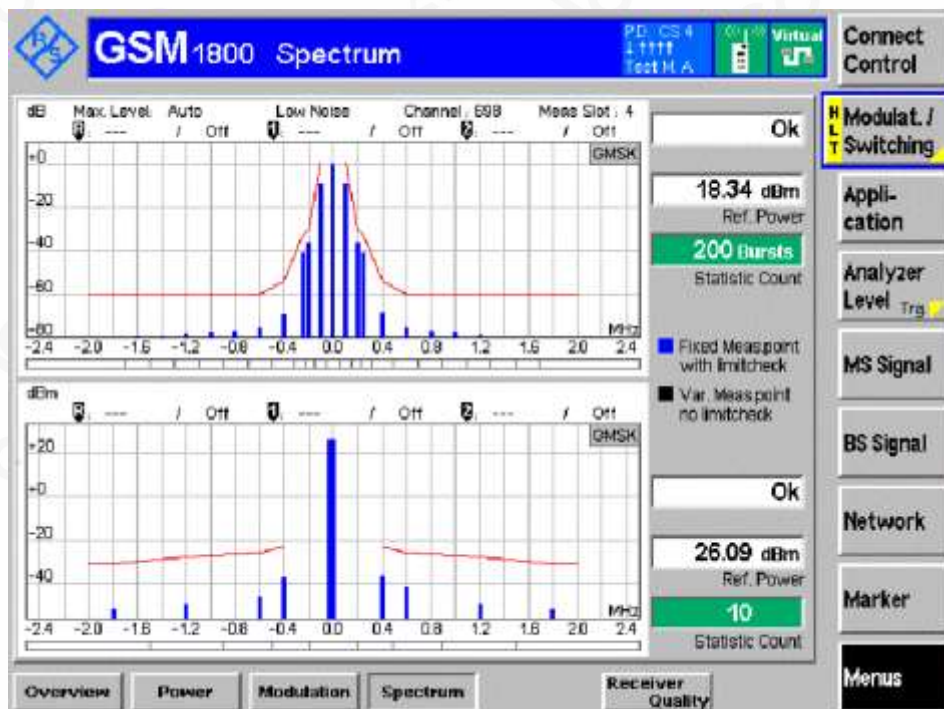 GSM 1800 Spectrum
P.D. CS 4
Test M. A
Virtual
Connect Control
dB Max. Level: Auto Low Noise Channel: 698 Meas Slot: 4
--- / Off --- / Off --- / Off
GMSK
+0
-20
-40
-60
-80
MHz
-2.4 -2.0 -1.6 -1.2 -0.8 -0.4 0.0 0.4 0.8 1.2 1.6 2.0 2.4
Ok
18.34 dBm
Ref. Power
200 Bursts
Statistic Count
Fixed Meas.point
with limitcheck
Var. Meas.point
no limitcheck
dBm
--- / Off --- / Off --- / Off
GMSK
+20
+0
-20
-40
MHz
-2.4 -2.0 -1.6 -1.2 -0.8 -0.4 0.0 0.4 0.8 1.2 1.6 2.0 2.4
Ok
26.09 dBm
Ref. Power
10
Statistic Count
HLT
Modulat. /
Switching
Appli-
cation
Analyzer
Level Trg
MS Signal
BS Signal
Network
Marker
Menus
Overview
Power
Modulation
Spectrum
Receiver
Quality